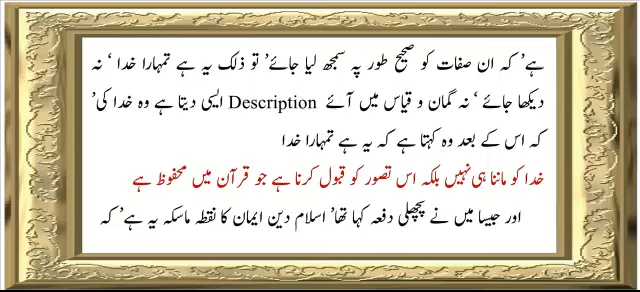 ہے’ کہ ان صفات کو صحیح طور پہ سمجھ لیا جائے’ تو ذلک یہ ہے تمہارا خدا ‘ نہ
دیکھا جائے ‘ نہ گمان و قیاس میں آئے Description ایسی دیتا ہے وہ خدا کی’
کہ اس کے بعد وہ کہتا ہے کہ یہ ہے تمہارا خدا
خدا کو ماننا ہی نہیں بلکہ اس تصور کو قبول کرنا ہے جو قرآن میں محفوظ ہے
اور جیسا میں نے پچھلی دفعہ کہا تھا’ اسلام دین ایمان کا نقطہ ماسکہ یہ ہے’ کہ